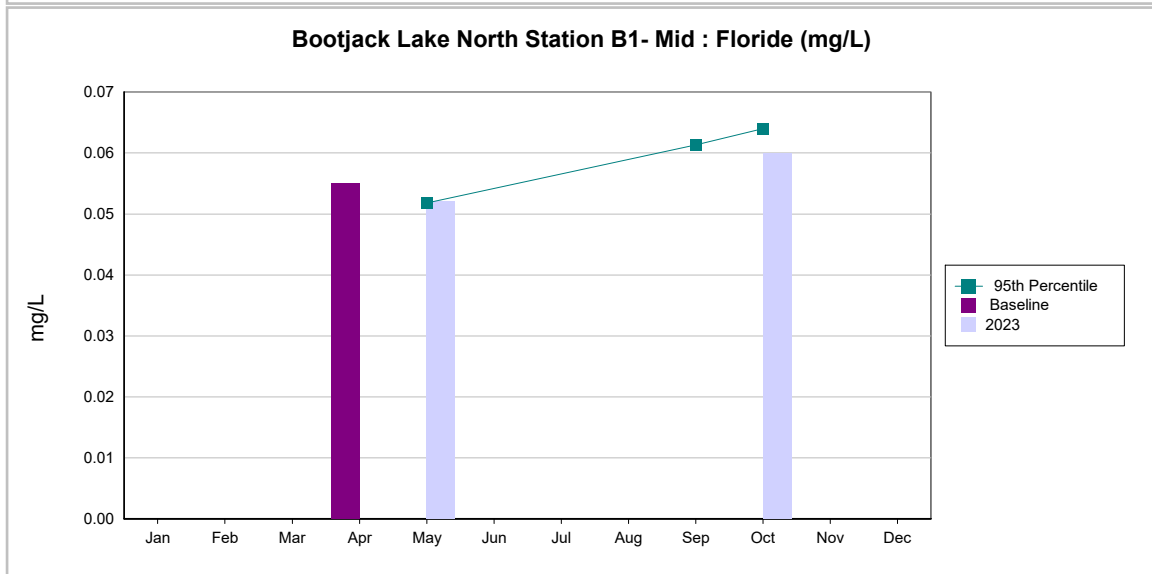 Bootjack Lake North Station B1- Mid : Floride (mg/L)
0.07
0.06
0.05
0.04
0.03
0.02
0.01
0.00
mg/L
Jan Feb Mar Apr May Jun Jul Aug Sep Oct Nov Dec
95th Percentile
Baseline
2023